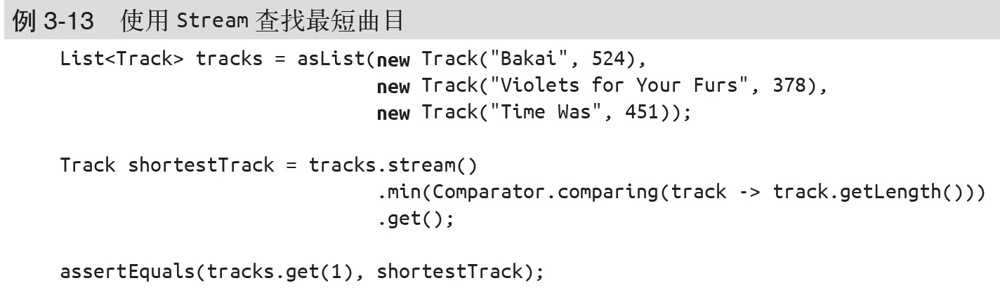 例 3-13 使用 Stream 查找最短曲目
List<Track> tracks = asList(new Track("Bakai", 524),
                            new Track("Violets for Your Furs", 378),
                            new Track("Time Was", 451));
Track shortestTrack = tracks.stream()
                            .min(Comparator.comparing(track -> track.getLength()))
                            .get();
assertEquals(tracks.get(1), shortestTrack);